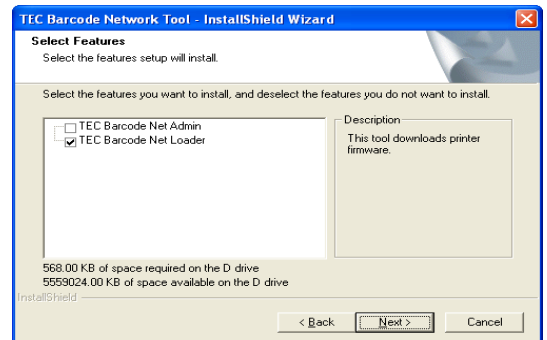 TEC Barcode Network Tool - InstallShield Wizard
Select Features
Select the features setup will install.
Select the features you want to install, and deselect the features you do not want to install.
TEC Barcode Net Admin
TEC Barcode Net Loader
Description
This tool downloads printer
firmware.
568.00 KB of space required on the D drive
5559024.00 KB of space available on the D drive
InstallShield
< Back
Next >
Cancel